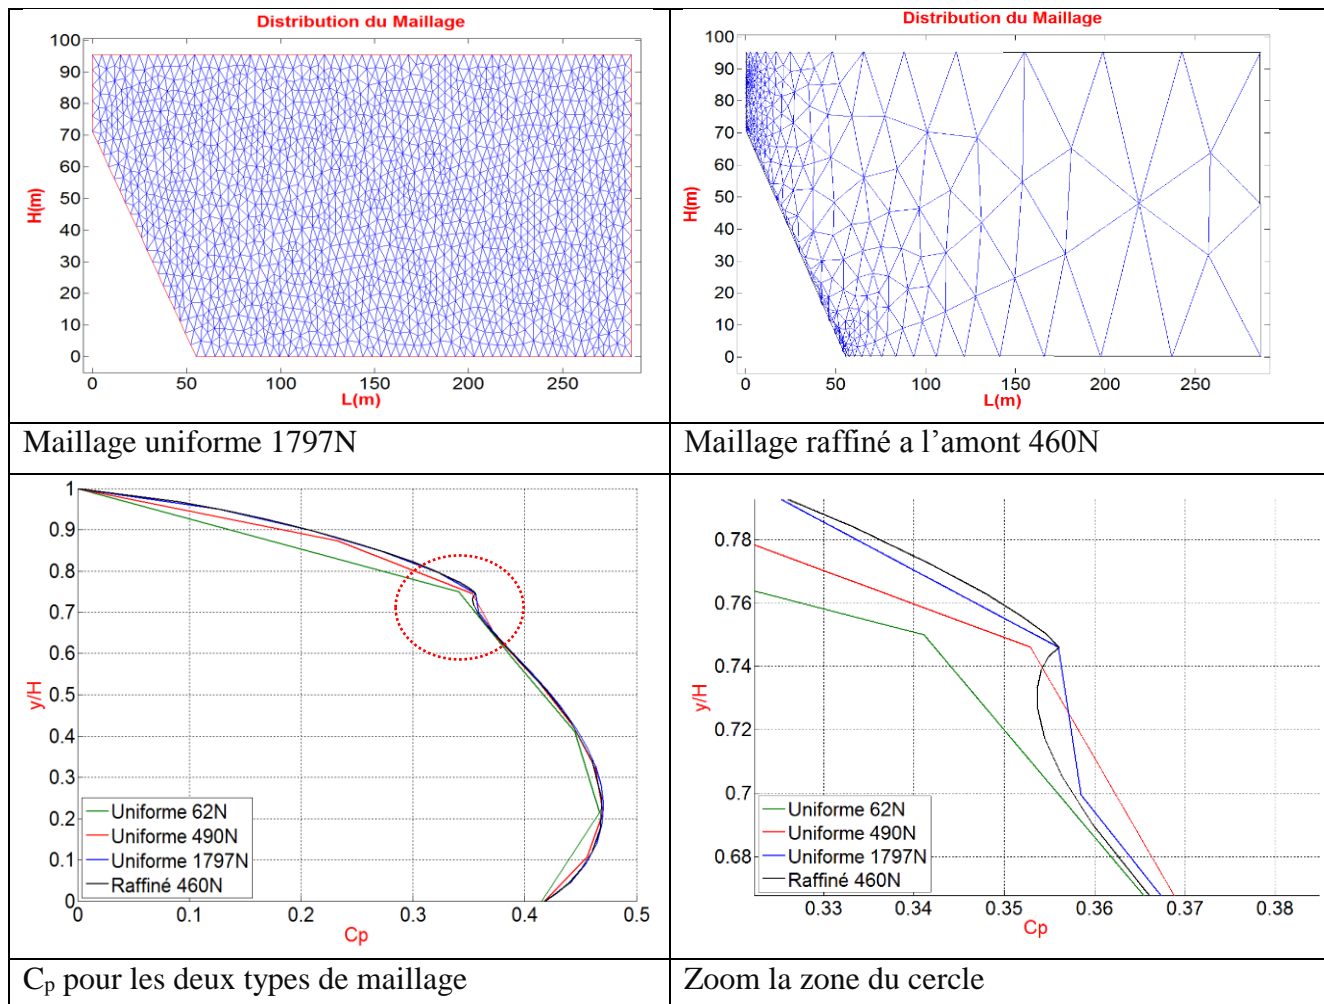 Distribution du Maillage
100
90
80
70
60
50
40
30
20
10
0
H(m)
0 50 100 150 200 250
L(m)
Distribution du Maillage
100
90
80
70
60
50
40
30
20
10
0
H(m)
0 50 100 150 200 250
L(m)
Maillage uniforme 1797N
Maillage raffiné a l’amont 460N
1
0.9
0.8
0.7
0.6
0.5
0.4
0.3
0.2
0.1
0
y/H
Uniforme 62N
Uniforme 490N
Uniforme 1797N
Raffiné 460N
0 0.1 0.2 0.3 0.4 0.5
Cp
0.78
0.76
0.74
0.72
0.7
0.68
y/H
Uniforme 62N
Uniforme 490N
Uniforme 1797N
Raffiné 460N
0.33 0.34 0.35 0.36 0.37 0.38
Cp
Cp pour les deux types de maillage
Zoom la zone du cercle